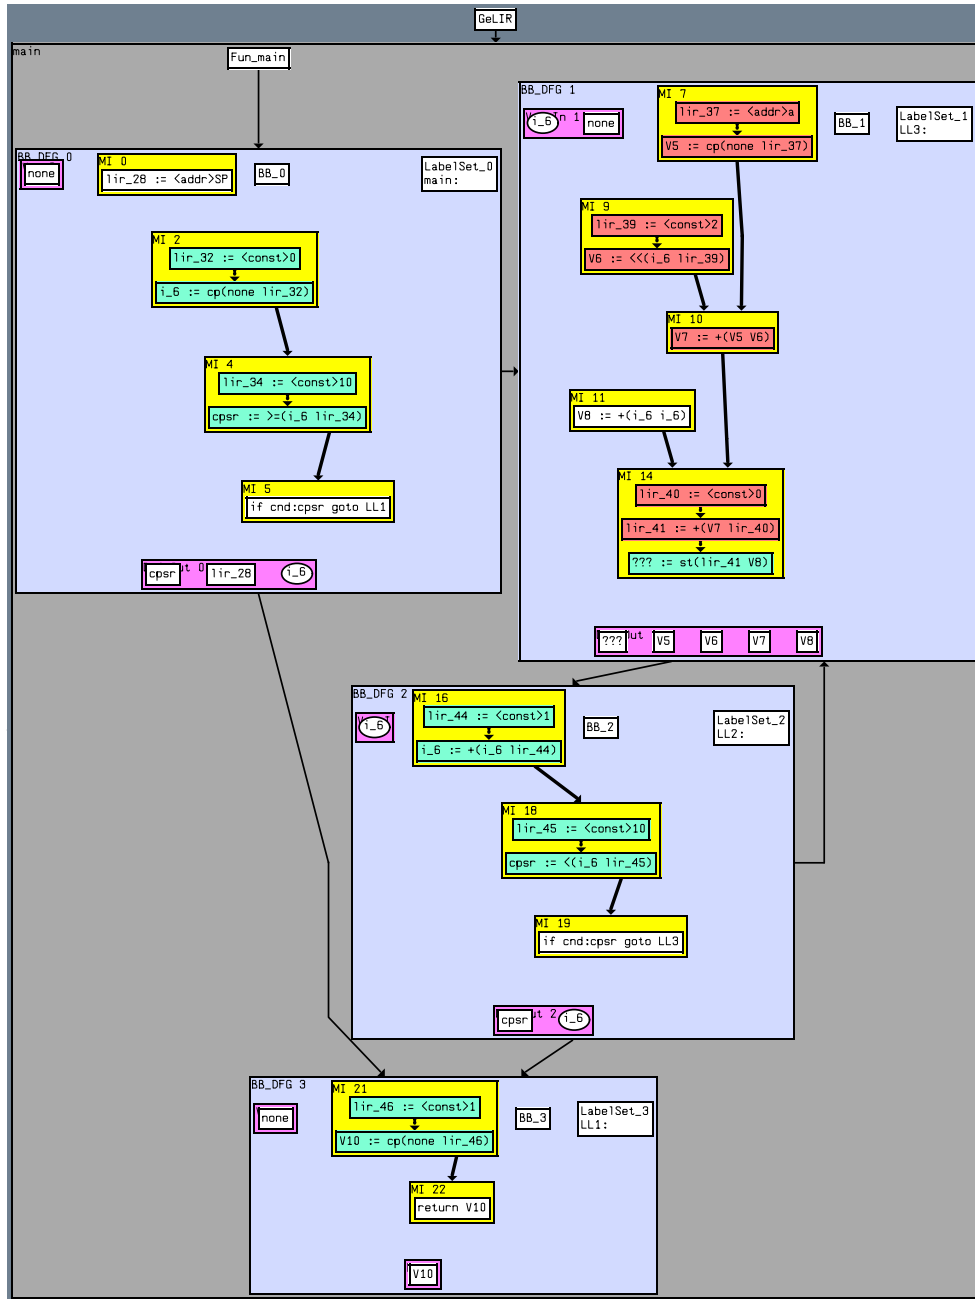 GeLIR
main
Fun_main
BB_DFG 0
none
MI 0
lir_28 := <addr>SP
BB_0
LabelSet_0
main:
MI 2
lir_32 := <const>0
i_6 := cp(none lir_32)
MI 4
lir_34 := <const>10
cpsr := >=(i_6 lir_34)
MI 5
if cnd:cpsr goto LL1
cpsr
ut 0
lir_28
i_6
BB_DFG 1
In 1
i_6
none
MI 7
lir_37 := <addr>a
V5 := cp(none lir_37)
BB_1
LabelSet_1
LL3:
MI 9
lir_39 := <const>2
V6 := <<(i_6 lir_39)
MI 10
V7 := +(V5 V6)
MI 11
V8 := +(i_6 i_6)
MI 14
lir_40 := <const>0
lir_41 := +(V7 lir_40)
??? := st(lir_41 V8)
???
ut
V5
V6
V7
V8
BB_DFG 2
i_6
MI 16
lir_44 := <const>1
i_6 := +(i_6 lir_44)
BB_2
LabelSet_2
LL2:
MI 18
lir_45 := <const>10
cpsr := <(i_6 lir_45)
MI 19
if cnd:cpsr goto LL3
cpsr
ut 2
i_6
BB_DFG 3
none
MI 21
lir_46 := <const>1
V10 := cp(none lir_46)
BB_3
LabelSet_3
LL1:
MI 22
return V10
V10